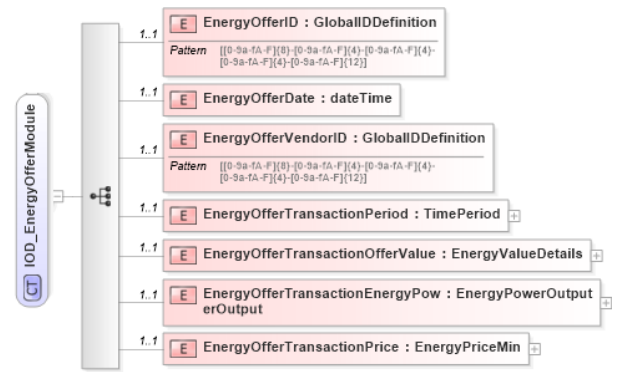 1..1
E EnergyOfferID : GlobalIDDefinition
Pattern [[0-9a-fA-F]{8}-[0-9a-fA-F]{4}-[0-9a-fA-F]{4}-
[0-9a-fA-F]{4}-[0-9a-fA-F]{12}]
1..1
E EnergyOfferDate : dateTime
1..1
E EnergyOfferVendorID : GlobalIDDefinition
Pattern [[0-9a-fA-F]{8}-[0-9a-fA-F]{4}-[0-9a-fA-F]{4}-
[0-9a-fA-F]{4}-[0-9a-fA-F]{12}]
CT IOD_EnergyOfferModule
1..1
E EnergyOfferTransactionPeriod : TimePeriod
1..1
E EnergyOfferTransactionOfferValue : EnergyValueDetails
1..1
E EnergyOfferTransactionEnergyPow : EnergyPowerOutput
erOutput
1..1
E EnergyOfferTransactionPrice : EnergyPriceMin